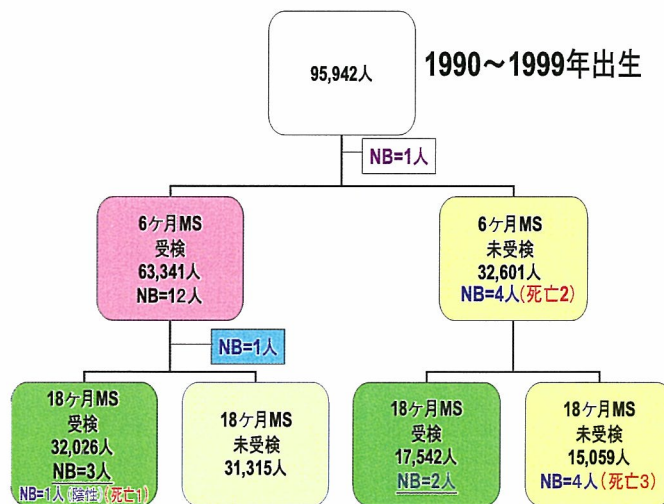 95,942人
1990～1999年出生
NB=1人
6ケ月MS
受検
63,341人
NB=12人
6ケ月MS
未受検
32,601人
NB=4人(死亡2)
NB=1人
18ケ月MS
受検
32,026人
NB=3人
NB=1人(陰性)(死亡1)
18ケ月MS
未受検
31,315人
18ケ月MS
受検
17,542人
NB=2人
18ケ月MS
未受検
15,059人
NB=4人(死亡3)